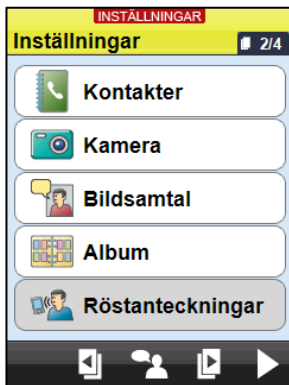 INSTÄLLNINGAR
Inställningar
2/4
Kontakter
Kamera
Bildsamtal
Album
Röstanteckningar